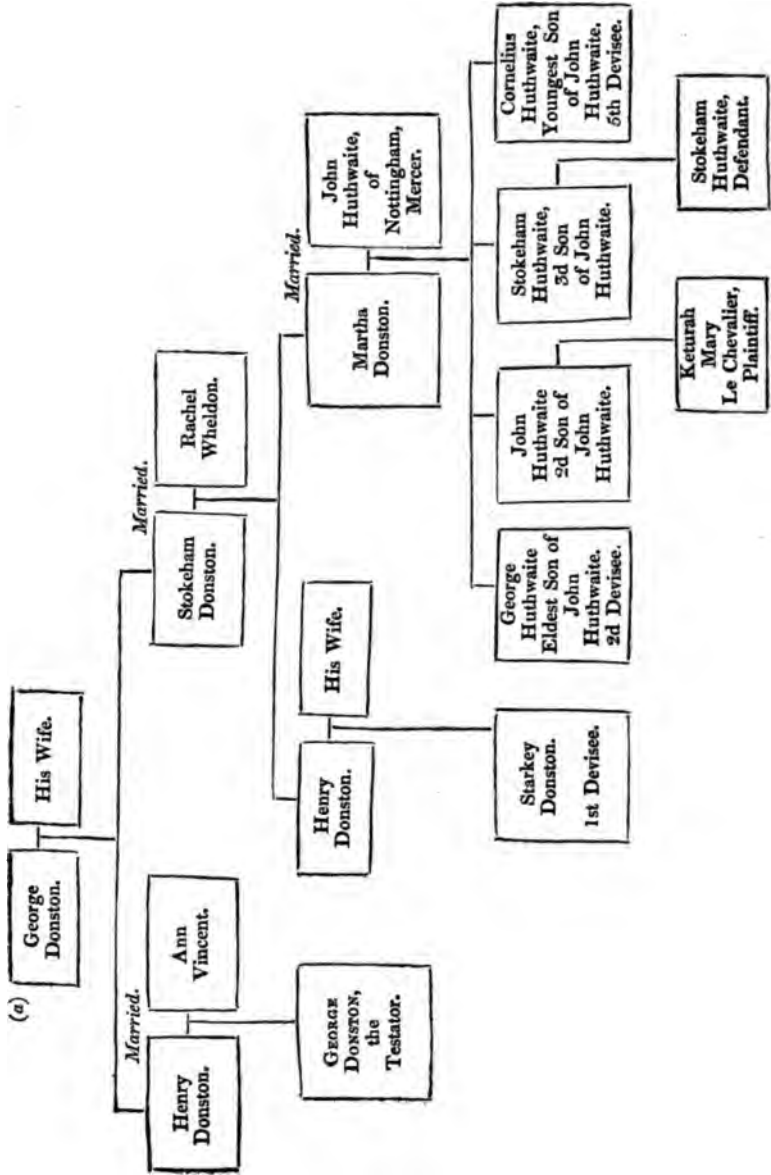 (a)
George
Donston.
His Wife.
Married.
Henry
Donston.
Ann
Vincent.
Married.
Stokeham
Donston.
Rachel
Wheldon.
GEORGE
DONSTON,
the
Testator.
Henry
Donston.
His Wife.
Married.
Martha
Donston.
John
Huthwaite,
of
Nottingham,
Mercer.
Starkey
Donston.
1st Devisee.
George
Huthwaite
Eldest Son of
John
Huthwaite.
2d Devisee.
John
Huthwaite
2d Son of
John
Huthwaite.
Stokeham
Huthwaite,
3d Son
of John
Huthwaite.
Cornelius
Huthwaite,
Youngest Son
of John
Huthwaite.
5th Devisee.
Keturah
Mary
Le Chevalier,
Plaintiff.
Stokeham
Huthwaite,
Defendant.